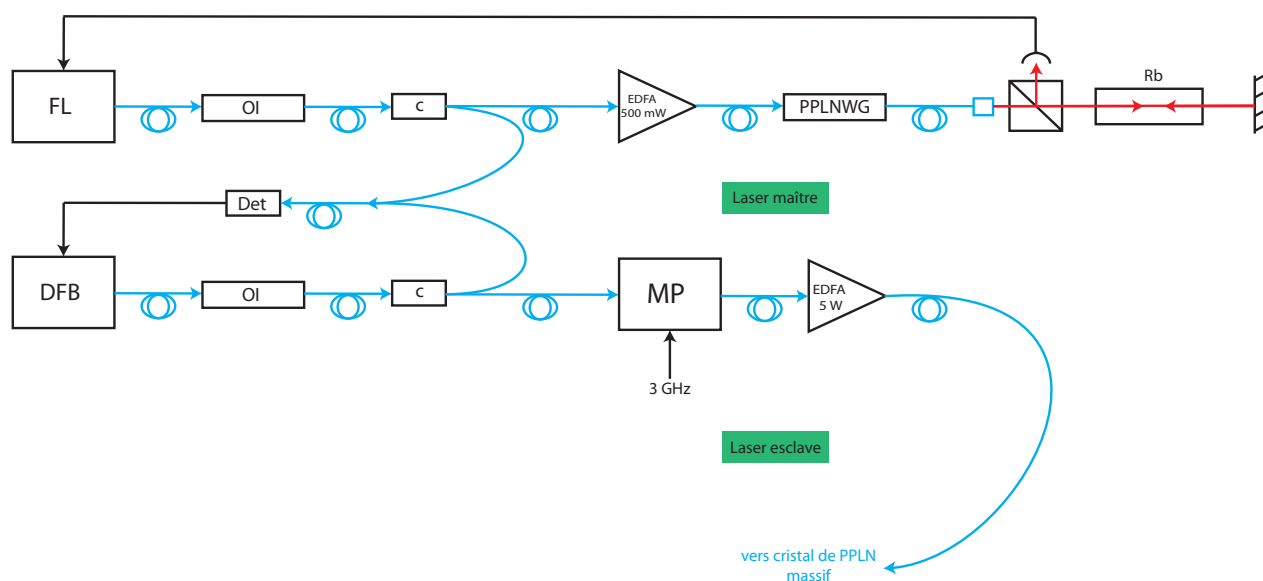 Rb
FL
OI
c
EDFA
500 mW
PPLNWG
Laser maître
Det
DFB
OI
c
MP
EDFA
5 W
3 GHz
Laser esclave
vers cristal de PPLN
massif